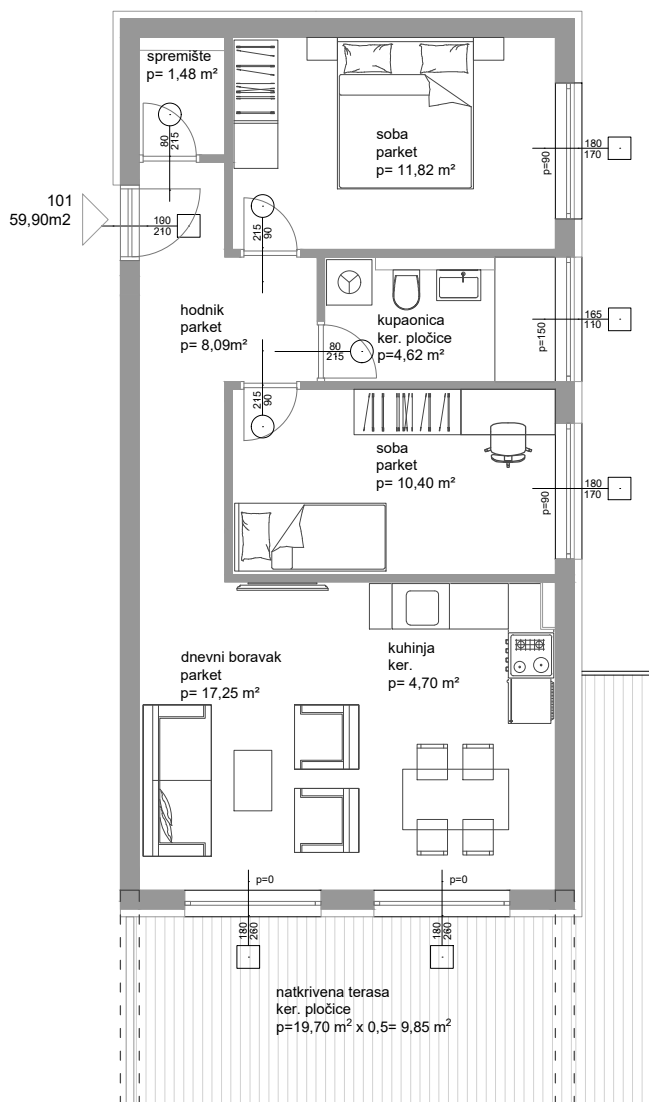 spremište
p= 1,48 m²
80
215
101
59,90m2
100
210
soba
parket
p= 11,82 m²
p=90
180
170
215
90
hodnik
parket
p= 8,09m²
kupaonica
ker. pločice
p=4,62 m²
p=150
165
110
80
215
215
90
soba
parket
p= 10,40 m²
p=90
180
170
dnevni boravak
parket
p= 17,25 m²
kuhinja
ker.
p= 4,70 m²
p=0
p=0
180
260
180
260
natkrivena terasa
ker. pločice
p=19,70 m² x 0,5= 9,85 m²